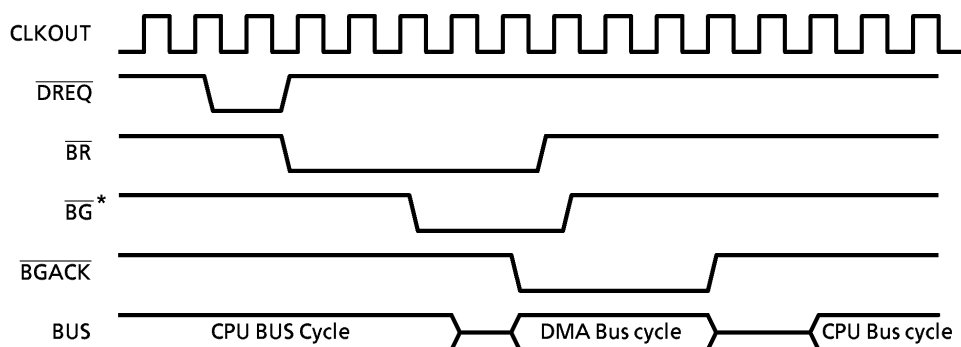 CLKOUT
DREQ
BR
BG*
BGACK
BUS CPU BUS Cycle DMA Bus cycle CPU Bus cycle